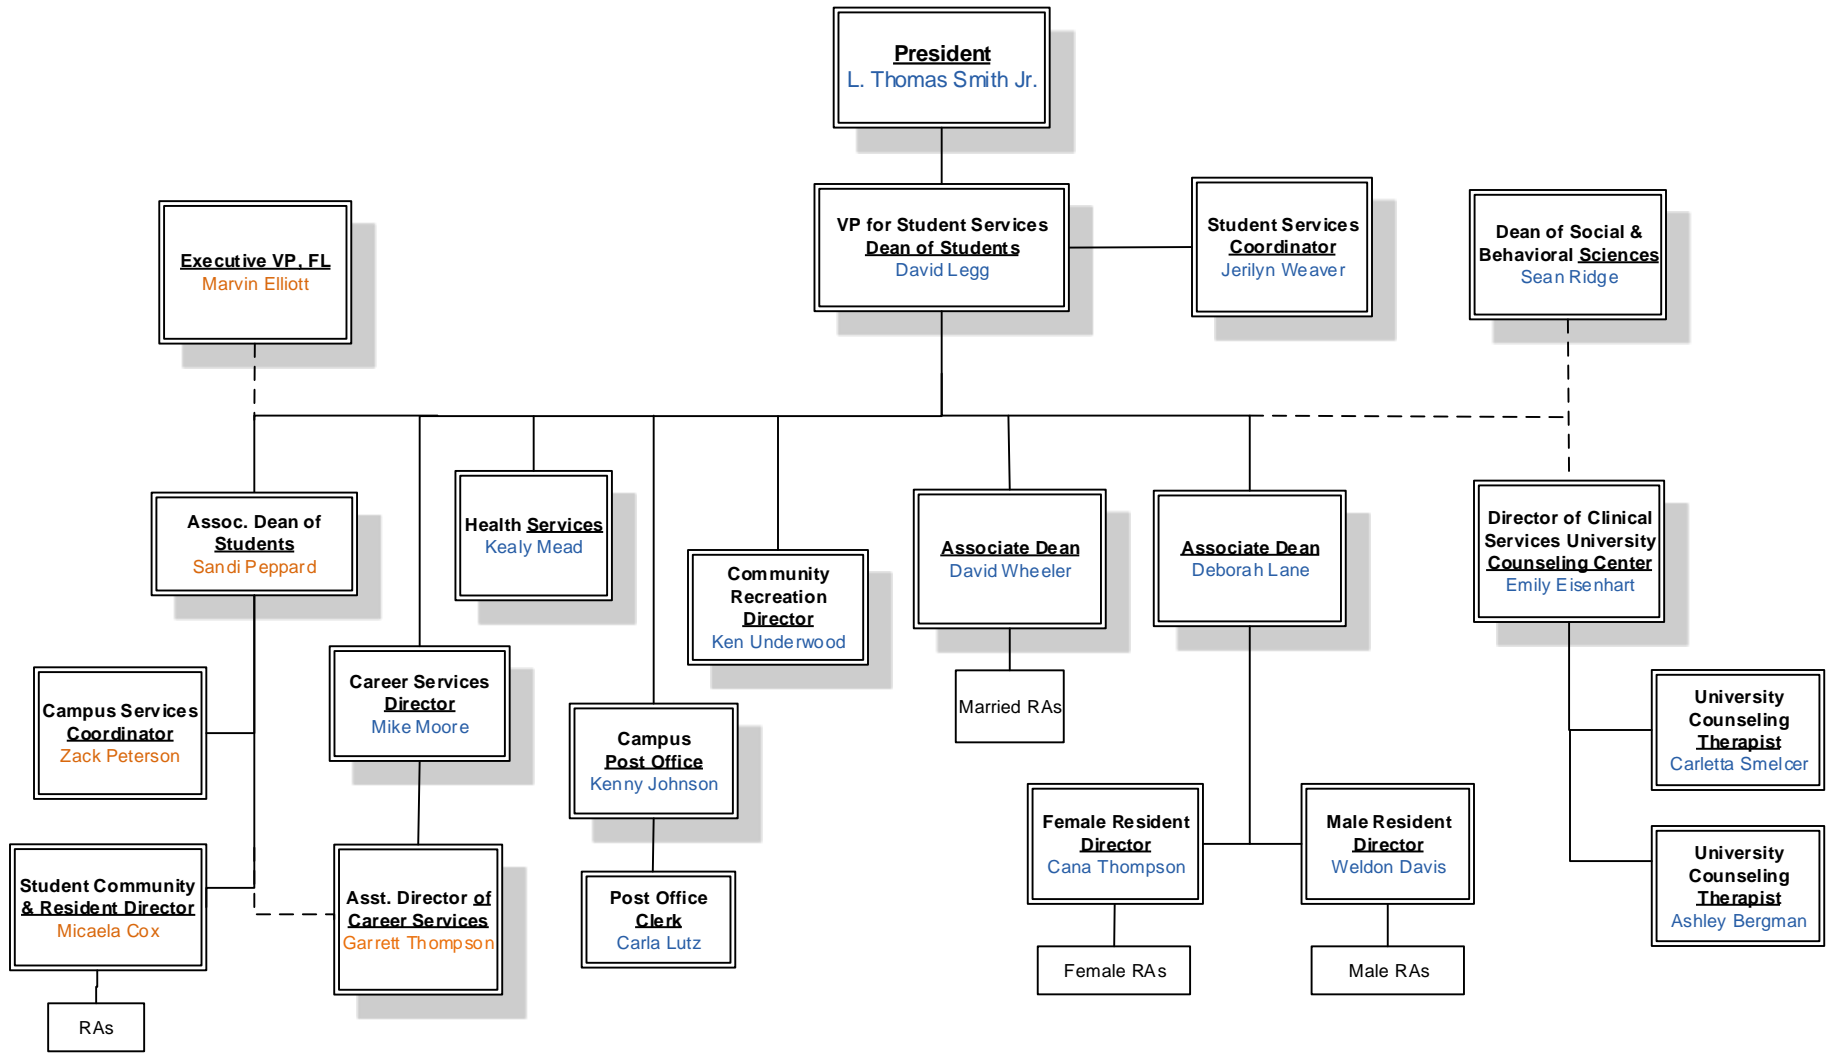 President
L. Thomas Smith Jr.
VP for Student Services
Dean of Students
David Legg
Student Services
Coordinator
Jerilyn Weaver
Executive VP, FL
Marvin Elliott
Dean of Social &
Behavioral Sciences
Sean Ridge
Assoc. Dean of
Students
Sandi Peppard
Health Services
Kealy Mead
Community
Recreation
Director
Ken Underwood
Associate Dean
David Wheeler
Associate Dean
Deborah Lane
Director of Clinical
Services University
Counseling Center
Emily Eisenhart
Campus Services
Coordinator
Zack Peterson
Career Services
Director
Mike Moore
Campus
Post Office
Kenny Johnson
Married RAs
University
Counseling
Therapist
Carletta Smelcer
Student Community
& Resident Director
Micaela Cox
Asst. Director of
Career Services
Garrett Thompson
Post Office
Clerk
Carla Lutz
Female Resident
Director
Cana Thompson
Male Resident
Director
Weldon Davis
University
Counseling
Therapist
Ashley Bergman
Female RAs
Male RAs
RAs